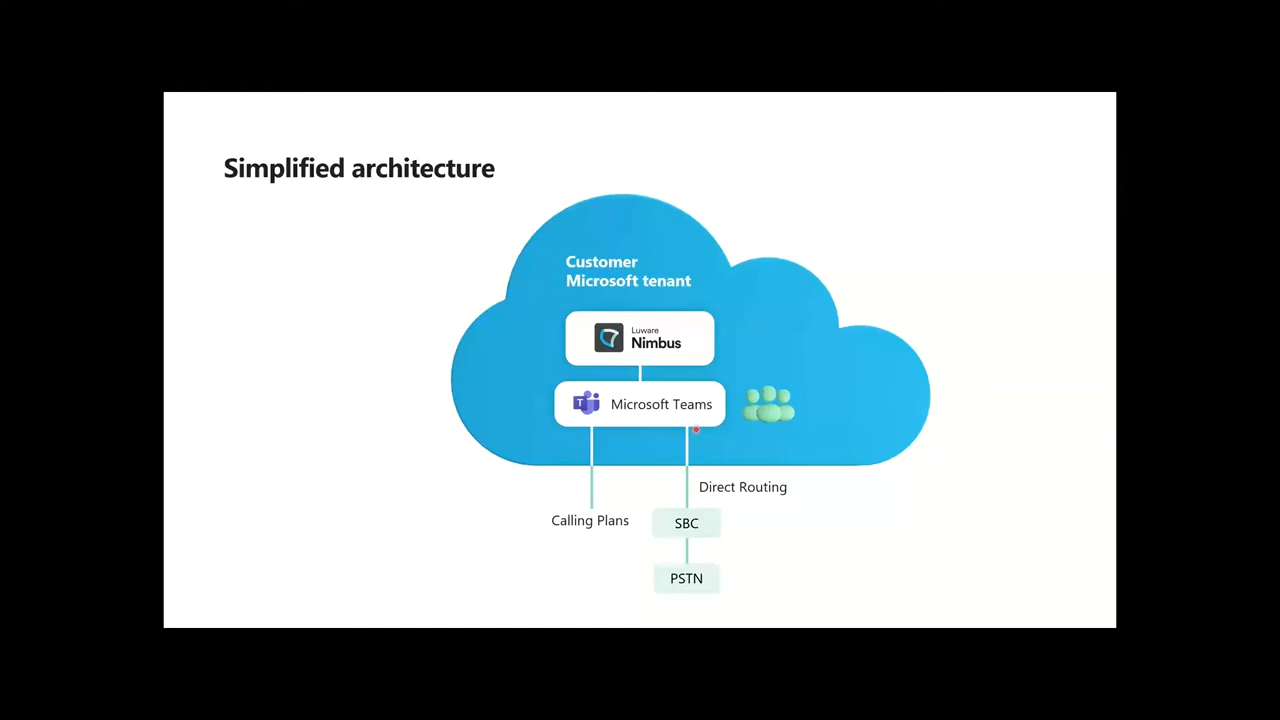 Simplified architecture
Customer
Microsoft tenant
Luware
Nimbus
T
Microsoft Teams
Direct Routing
Calling Plans
SBC
PSTN